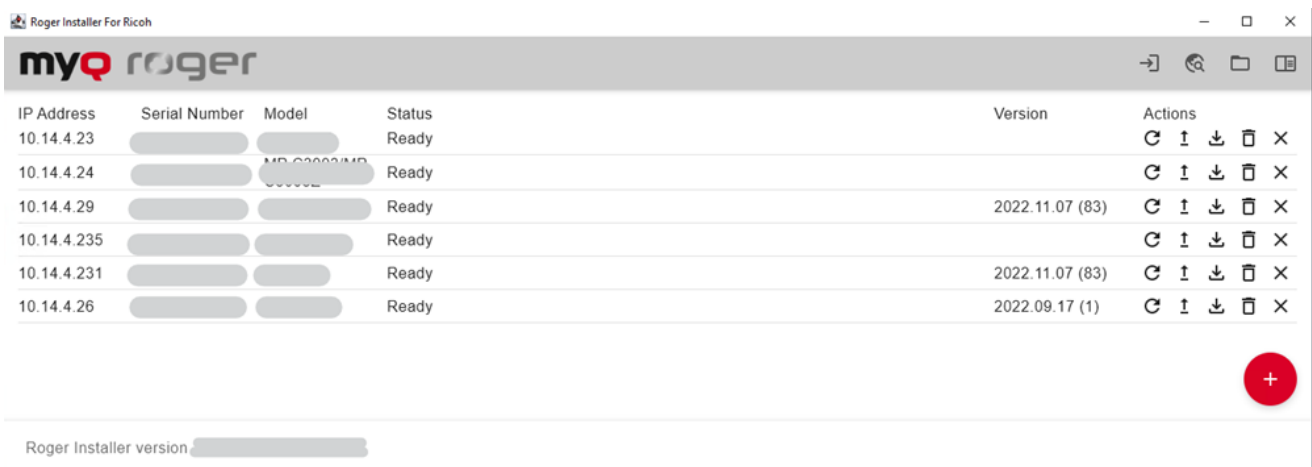 Roger Installer For Ricoh
myQ roger
IP Address Serial Number Model Status Version Actions
10.14.4.23 Ready
10.14.4.24 Ready
10.14.4.29 Ready 2022.11.07 (83)
10.14.4.235 Ready
10.14.4.231 Ready 2022.11.07 (83)
10.14.4.26 Ready 2022.09.17 (1)
Roger Installer version